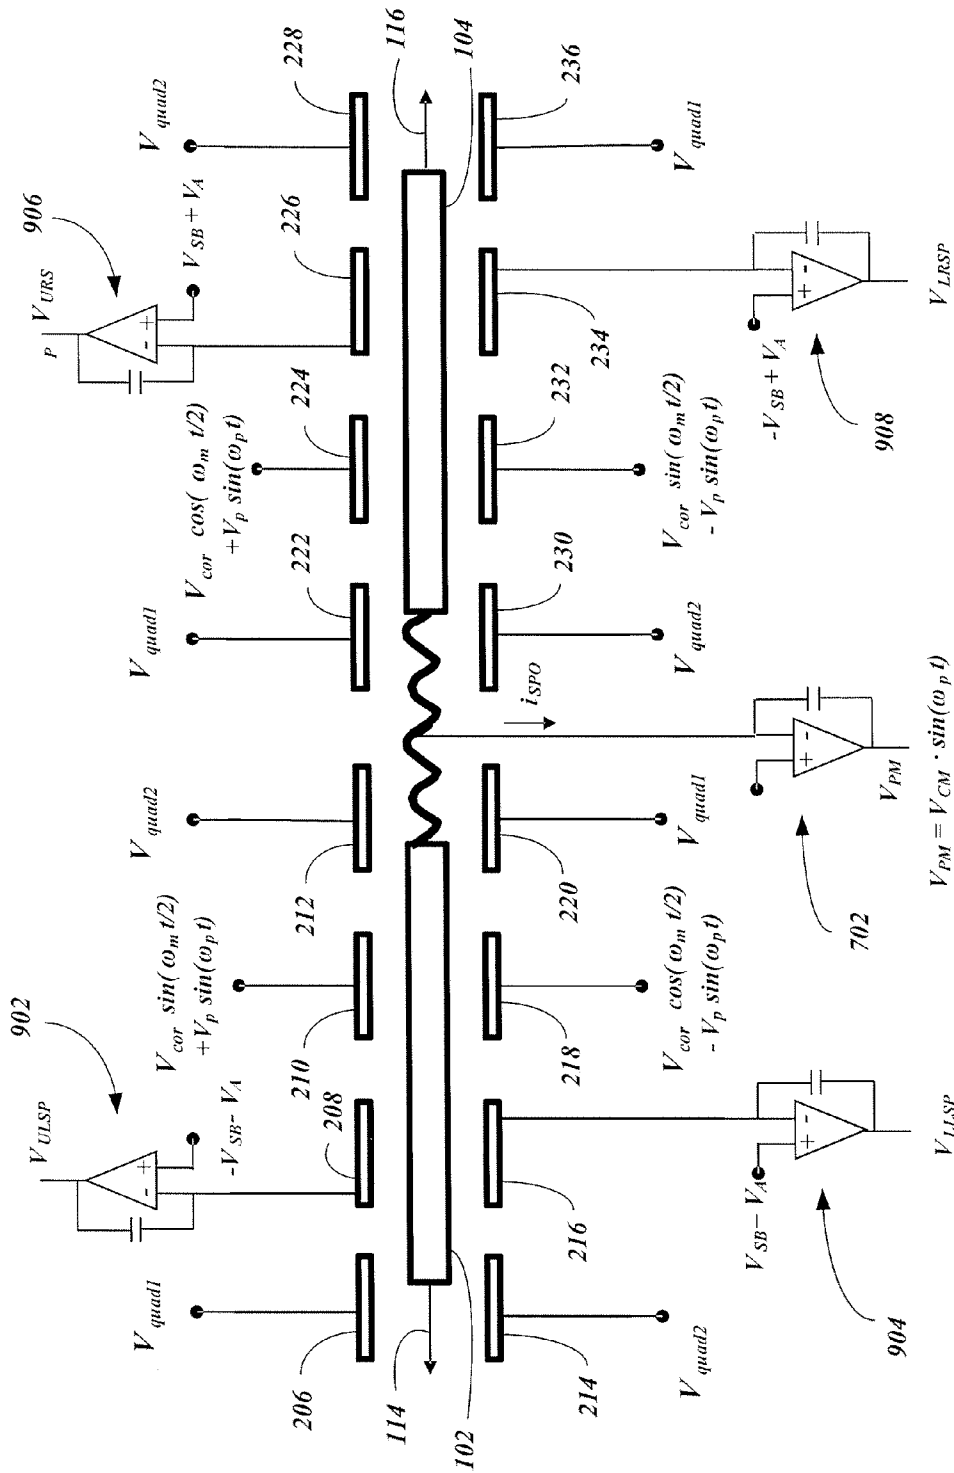 902
906
V_ULSP
V_URS
P
V_quad1
-V_SB - V_A
V_cor sin(ω_m t/2)
+V_p sin(ω_p t)
V_quad2
V_quad1
V_cor cos( ω_m t/2)
+V_p sin(ω_p t)
V_SB + V_A
V_quad2
206
208
210
212
222
224
226
228
114
116
102
104
i_SPO
214
216
218
220
230
232
234
236
V_quad2
V_SB - V_A
V_cor cos(ω_m t/2)
- V_p sin(ω_p t)
V_quad1
V_quad2
V_cor sin( ω_m t/2)
- V_p sin(ω_p t)
-V_SB + V_A
V_quad1
904
702
908
V_LLSP
V_PM
V_LRSP
V_PM = V_CM · sin(ω_p t)